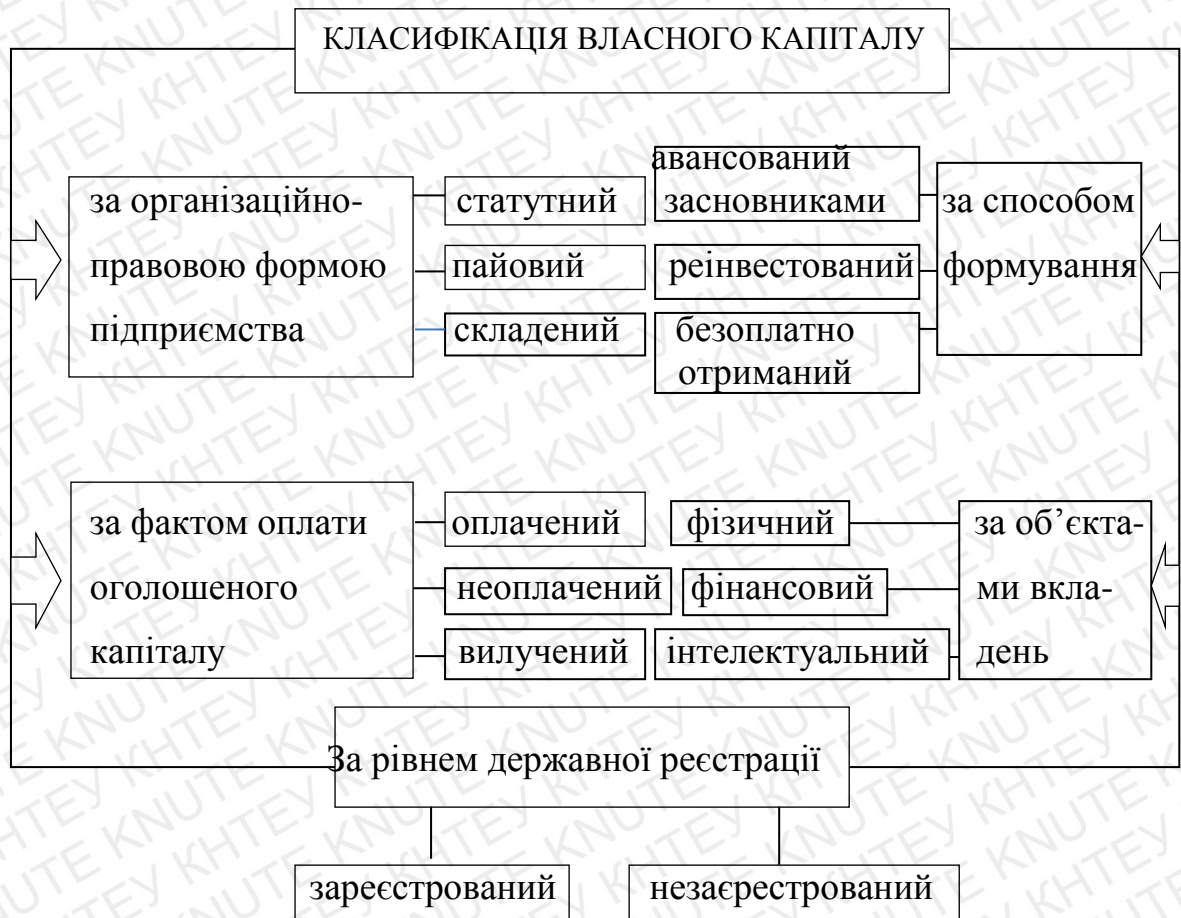 КЛАСИФІКАЦІЯ ВЛАСНОГО КАПІТАЛУ
за організаційно-
правовою формою
підприємства
статутний
пайовий
складений
авансований
засновниками
реінвестований
безоплатно
отриманий
за способом
формування
за фактом оплати
оголошеного
капіталу
оплачений
неоплачений
вилучений
фізичний
фінансовий
інтелектуальний
за об’єкта-
ми вкла-
день
За рівнем державної реєстрації
зареєстрований
незаєрестрований
КНТЕУ KNUTE